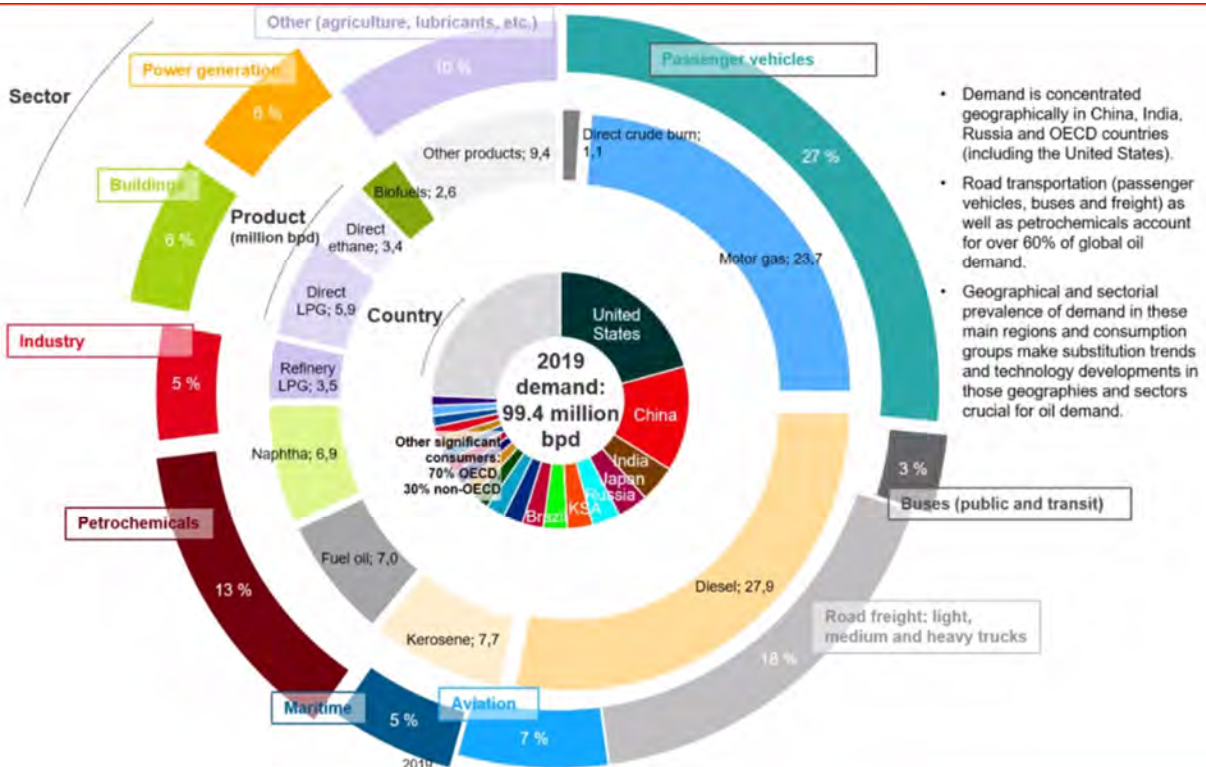 Other (agriculture, lubricants, etc.)
10 %
Passenger vehicles
27 %
Power generation
6 %
Sector
Buildings
6 %
Product
(million bpd)
Other products; 9,4
Direct crude burn;
1,1
Biofuels; 2,6
Direct
ethane; 3,4
Motor gas; 23,7
Direct
LPG; 5,9
Country
Industry
5 %
Refinery
LPG; 3,5
United
States
2019
demand:
99.4 million
bpd
China
India
Japan
Russia
KSA
Brazil
Other significant
consumers:
70% OECD,
30% non-OECD
Naphtha; 6,9
3 %
Buses (public and transit)
Petrochemicals
13 %
Fuel oil; 7,0
Diesel; 27,9
Road freight: light,
medium and heavy trucks
18 %
Kerosene; 7,7
Maritime
5 %
Aviation
7 %
2019
• Demand is concentrated
geographically in China, India,
Russia and OECD countries
(including the United States).
• Road transportation (passenger
vehicles, buses and freight) as
well as petrochemicals account
for over 60% of global oil
demand.
• Geographical and sectorial
prevalence of demand in these
main regions and consumption
groups make substitution trends
and technology developments in
those geographies and sectors
crucial for oil demand.